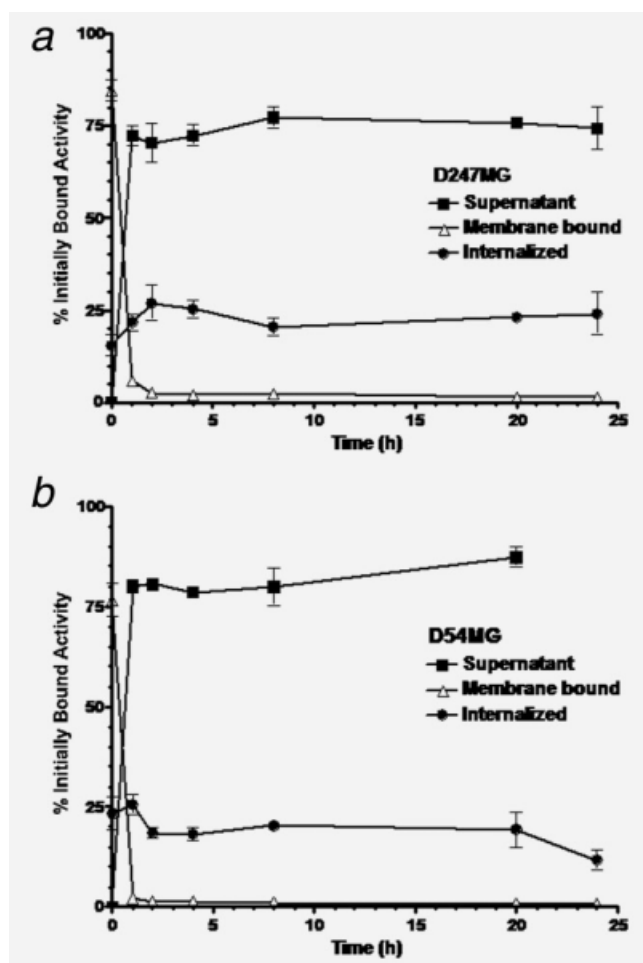 a
100
75
50
25
0
% Initially Bound Activity
D247MG
Supernatant
Membrane bound
Internalized
0 5 10 15 20 25
Time (h)
b
100
75
50
25
0
% Initially Bound Activity
D54MG
Supernatant
Membrane bound
Internalized
0 5 10 15 20 25
Time (h)